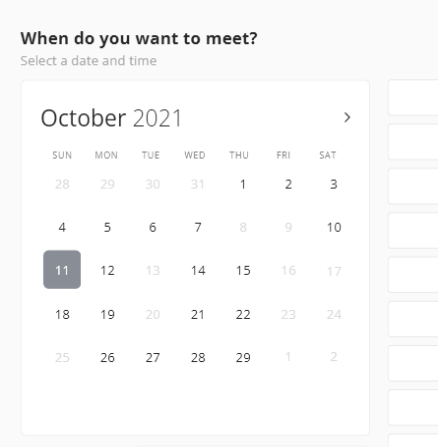 When do you want to meet?
Select a date and time
October 2021
SUN MON TUE WED THU FRI SAT
28 29 30 31 1 2 3
4 5 6 7 8 9 10
11 12 13 14 15 16 17
18 19 20 21 22 23 24
25 26 27 28 29 1 2